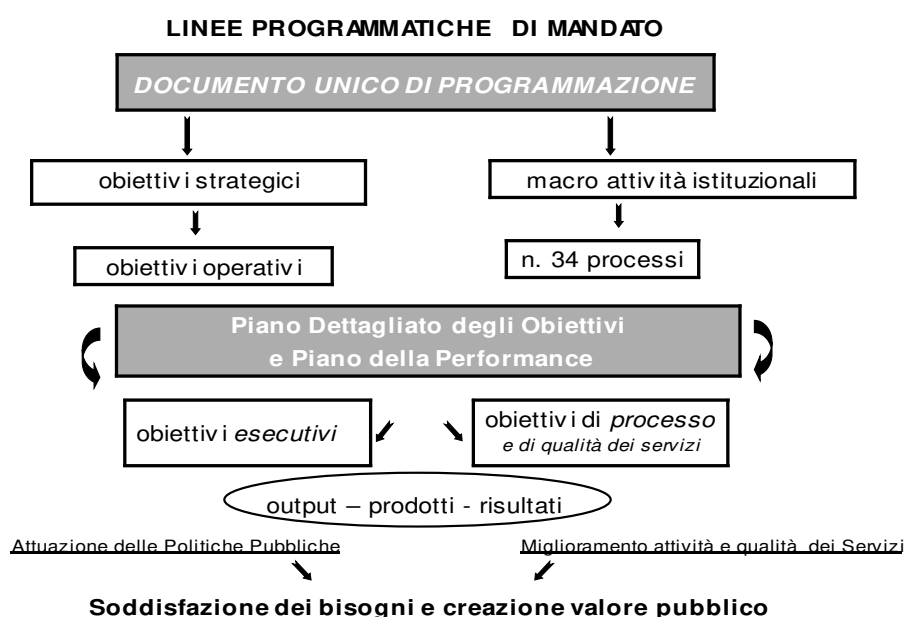 LINEE PROGRAMMATICHE DI MANDATO
DOCUMENTO UNICO DI PROGRAMMAZIONE
obiettivi strategici
macro attività istituzionali
obiettivi operativi
n. 34 processi
Piano Dettagliato degli Obiettivi
e Piano della Performance
obiettivi esecutivi
obiettivi di processo
e di qualità dei servizi
output – prodotti - risultati
Attuazione delle Politiche Pubbliche
Miglioramento attività e qualità dei Servizi
Soddisfazione dei bisogni e creazione valore pubblico